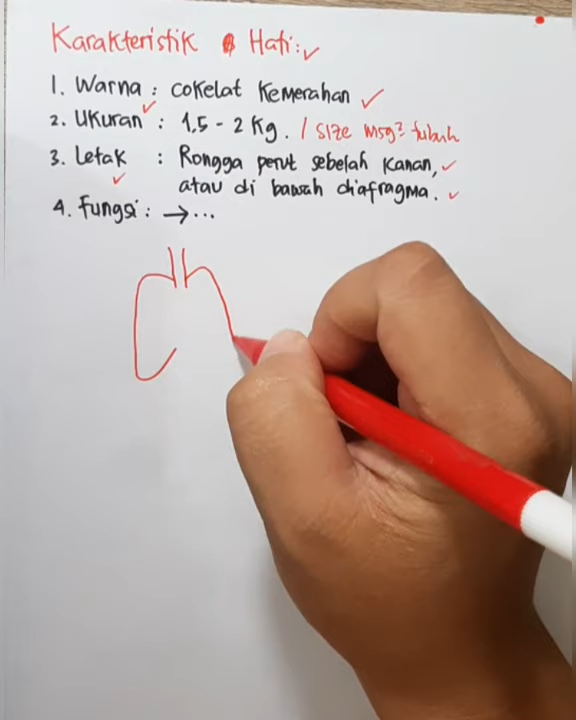 Karakteristik Hati:
1. Warna : cokelat kemerahan
2. Ukuran : 1,5 - 2 Kg. / size msg² tubuh
3. Letak : Rongga perut sebelah kanan,
atau di bawah diafragma.
4. Fungsi : → ...